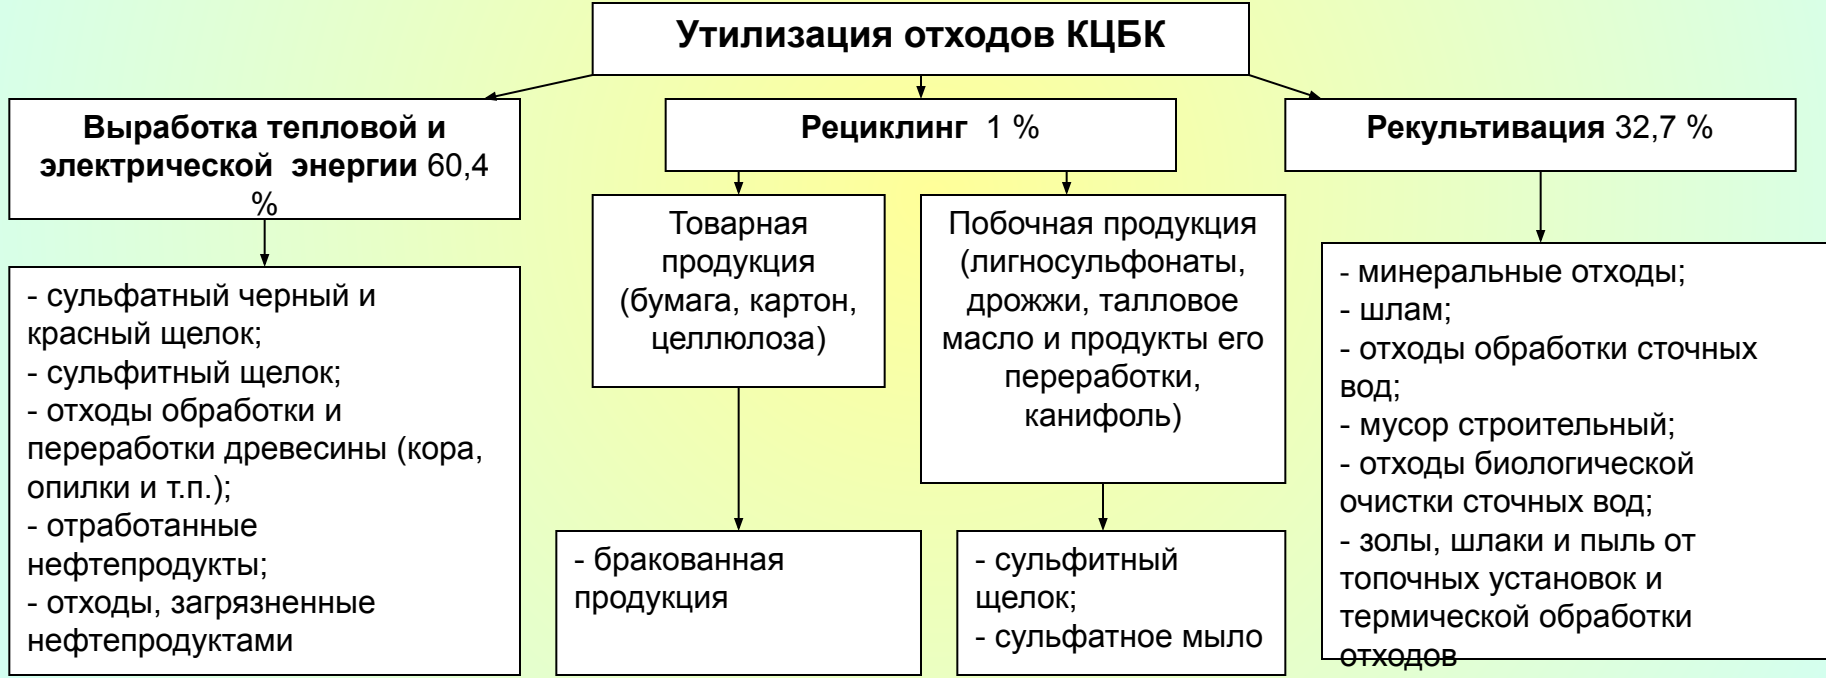 Утилизация отходов КЦБК
Выработка тепловой и
электрической энергии 60,4
%
Рециклинг 1 %
Рекультивация 32,7 %
- сульфатный черный и
красный щелок;
- сульфитный щелок;
- отходы обработки и
переработки древесины (кора,
опилки и т.п.);
- отработанные
нефтепродукты;
- отходы, загрязненные
нефтепродуктами
Товарная
продукция
(бумага, картон,
целлюлоза)
- бракованная
продукция
Побочная продукция
(лигносульфонаты,
дрожжи, талловое
масло и продукты его
переработки,
канифоль)
- сульфитный
щелок;
- сульфатное мыло
- минеральные отходы;
- шлам;
- отходы обработки сточных
вод;
- мусор строительный;
- отходы биологической
очистки сточных вод;
- золы, шлаки и пыль от
топочных установок и
термической обработки
отходов